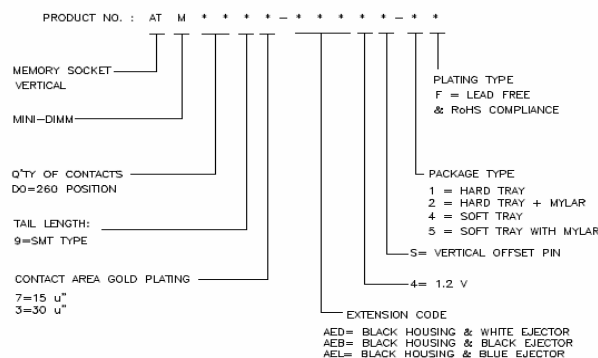 PRODUCT NO. : AT M * * * * - * * * * * - * *
MEMORY SOCKET
VERTICAL
MINI-DIMM
Q'TY OF CONTACTS
D0=260 POSITION
TAIL LENGTH:
9=SMT TYPE
CONTACT AREA GOLD PLATING
7=15 u"
3=30 u"
PLATING TYPE
F = LEAD FREE
& RoHS COMPLIANCE
PACKAGE TYPE
1 = HARD TRAY
2 = HARD TRAY + MYLAR
4 = SOFT TRAY
5 = SOFT TRAY WITH MYLAR
S= VERTICAL OFFSET PIN
4= 1.2 V
EXTENSION CODE
AED= BLACK HOUSING & WHITE EJECTOR
AEB= BLACK HOUSING & BLACK EJECTOR
AEL= BLACK HOUSING & BLUE EJECTOR